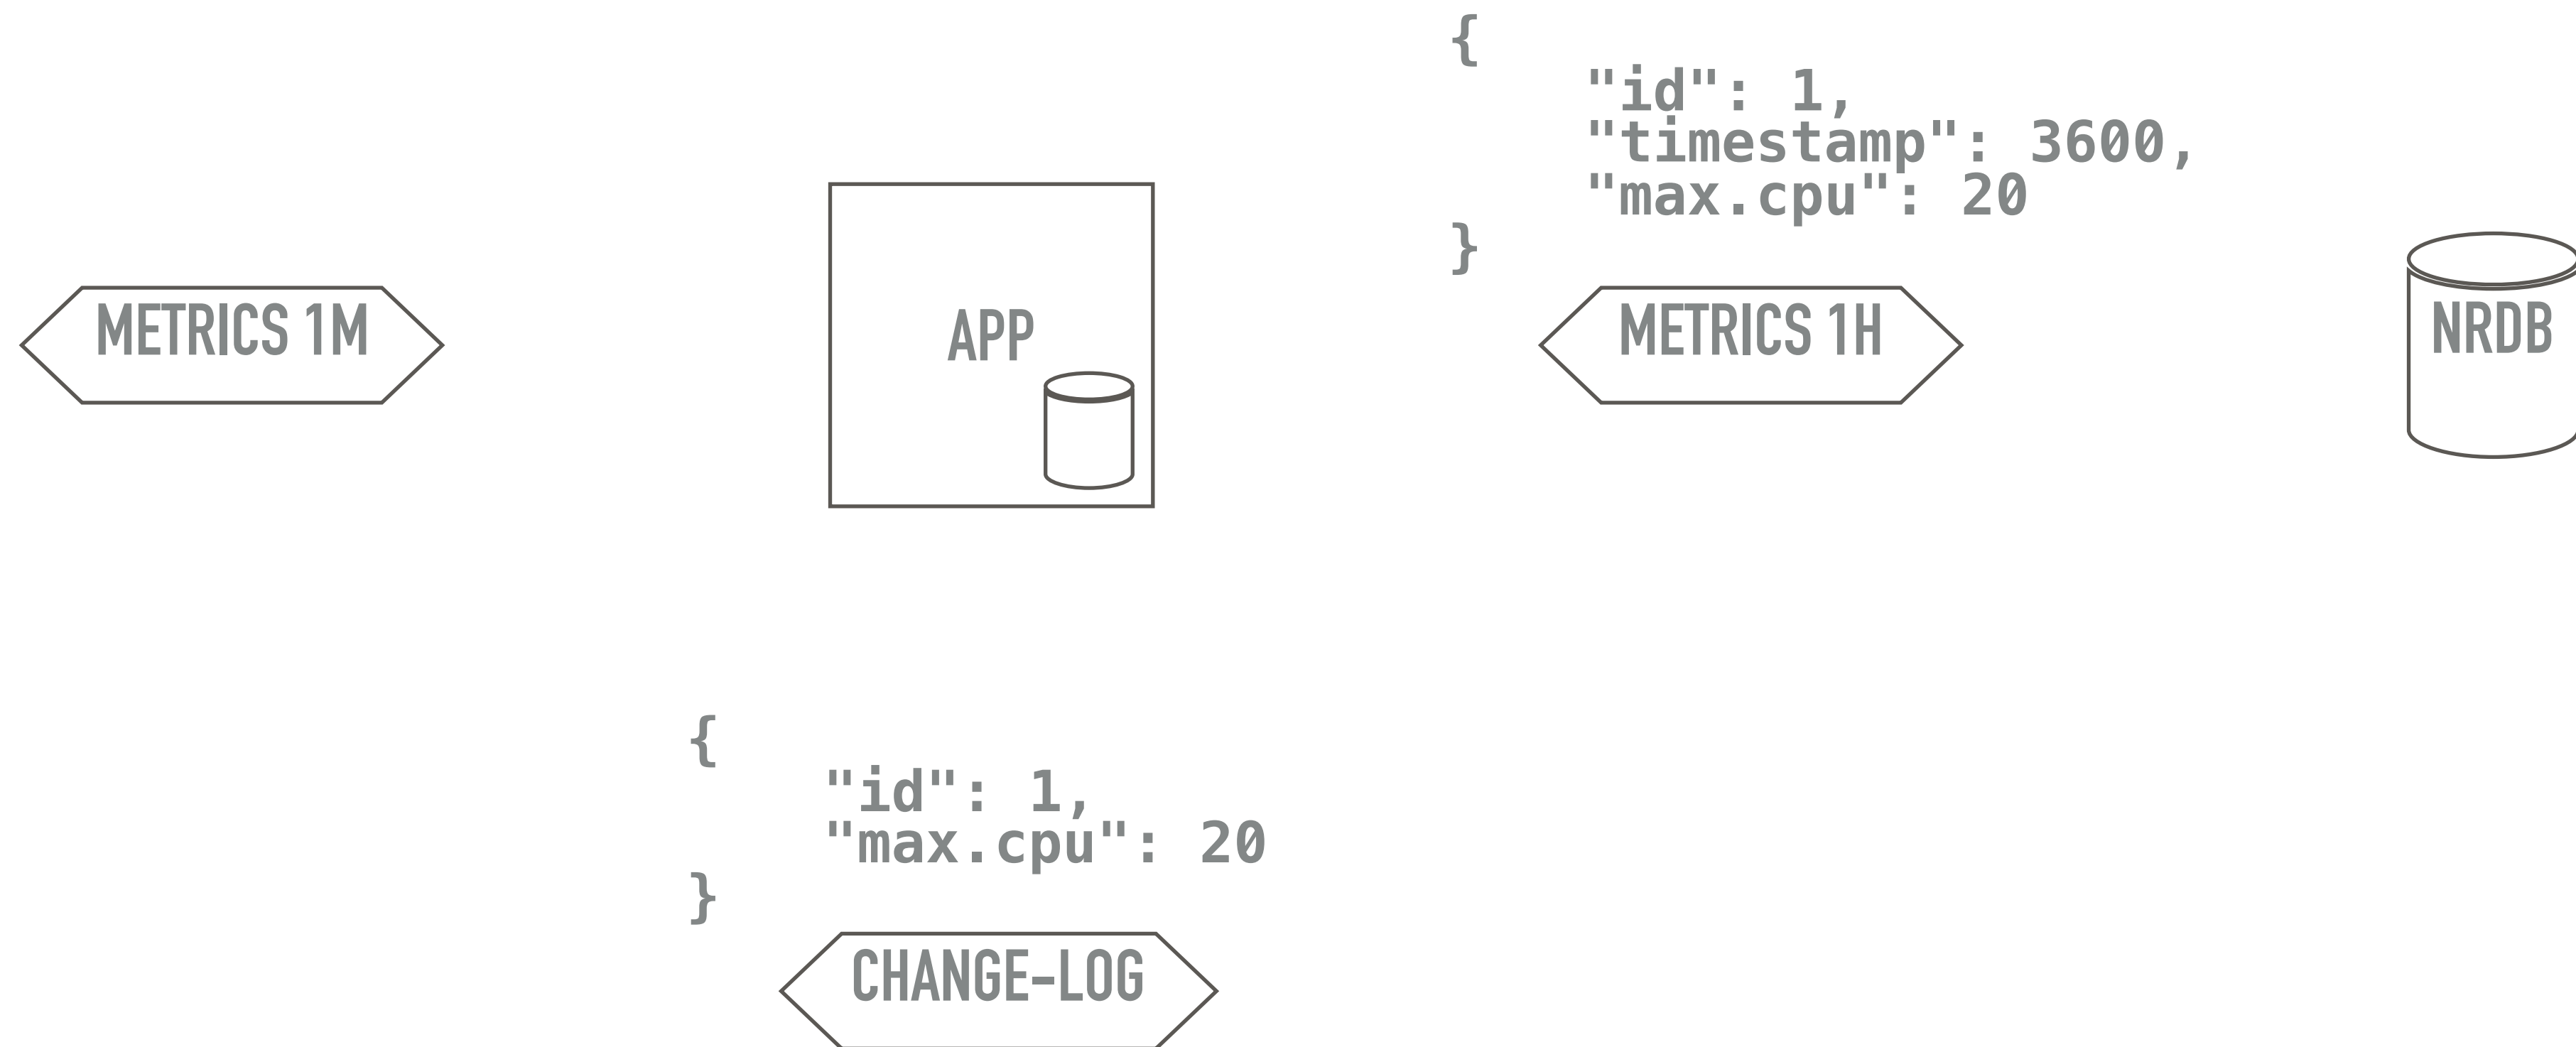 {
"id": 1,
"timestamp": 3600,
"max.cpu": 20
}
METRICS 1M
APP
METRICS 1H
NRDB
{
"id": 1,
"max.cpu": 20
}
CHANGE-LOG